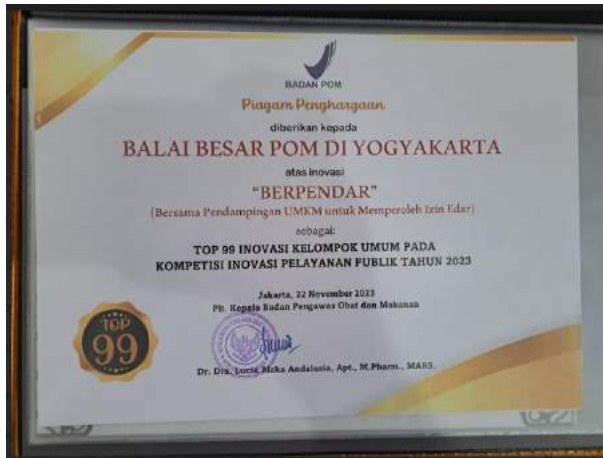 BADAN POM
Piagam Penghargaan
diberikan kepada
BALAI BESAR POM DI YOGYAKARTA
atas inovasi
"BERPENDAR"
(Bersama Pendampingan UMKM untuk Memperoleh Izin Edar)
sebagai:
TOP 99 INOVASI KELOMPOK UMUM PADA
KOMPETISI INOVASI PELAYANAN PUBLIK TAHUN 2023
Jakarta, 22 November 2023
Plt. Kepala Badan Pengawas Obat dan Makanan
TOP
99
Dr. Dra. Lucia Rizka Andalusia, Apt., M.Pharm., MARS.